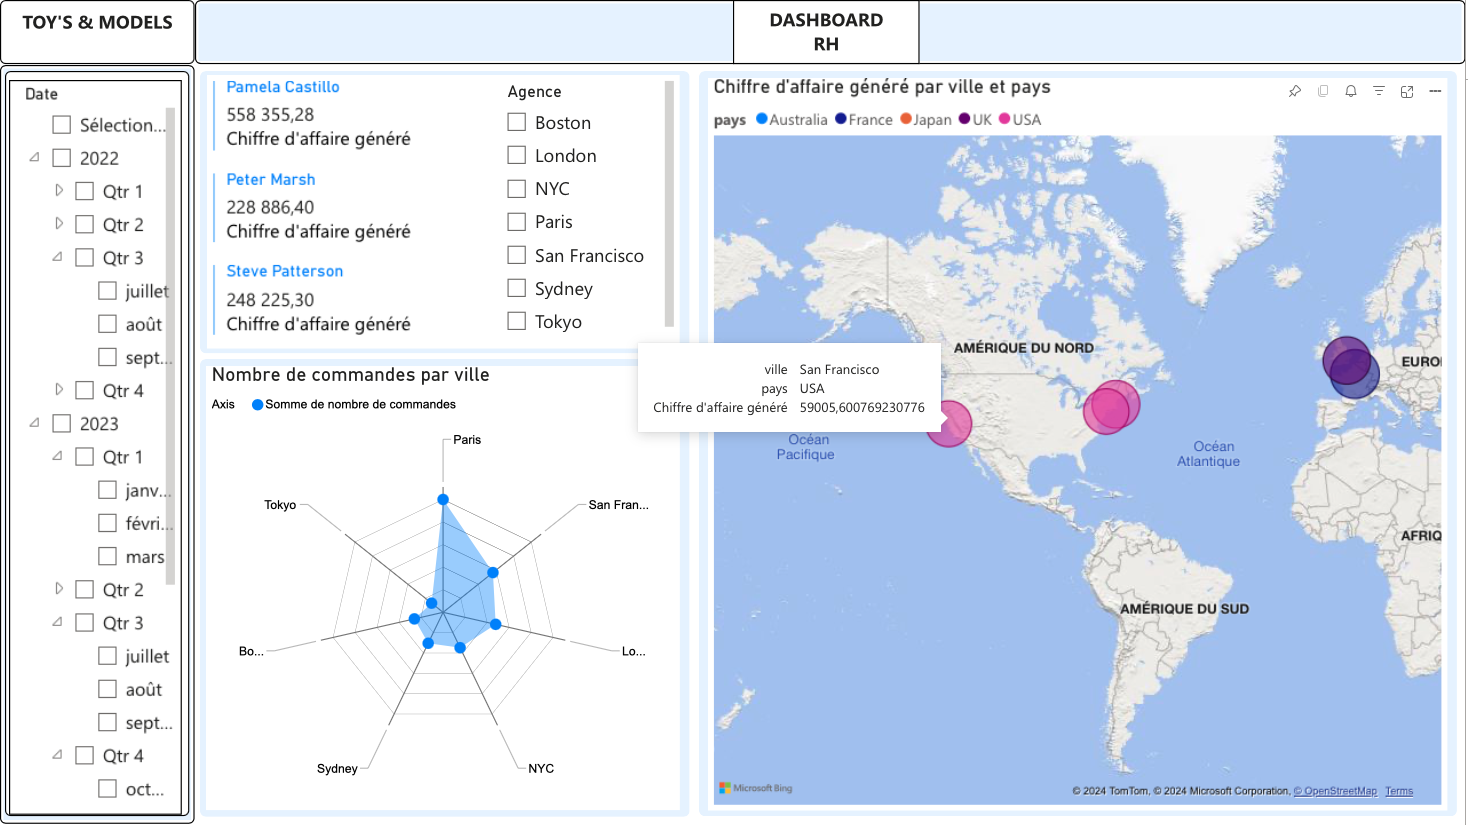 TOY'S & MODELS
DASHBOARD
RH
Date
Sélection...
2022
Qtr 1
Qtr 2
Qtr 3
juillet
août
sept...
Qtr 4
2023
Qtr 1
janv...
févri...
mars
Qtr 2
Qtr 3
juillet
août
sept...
Qtr 4
oct...
Pamela Castillo
558 355,28
Chiffre d'affaire généré
Peter Marsh
228 886,40
Chiffre d'affaire généré
Steve Patterson
248 225,30
Chiffre d'affaire généré
Agence
Boston
London
NYC
Paris
San Francisco
Sydney
Tokyo
Nombre de commandes par ville
Axis Somme de nombre de commandes
Paris
Tokyo
San Fran...
Bo...
Lo...
Sydney
NYC
Chiffre d'affaire généré par ville et pays
pays Australia France Japan UK USA
AMÉRIQUE DU NORD
EURO
ville San Francisco
pays USA
Chiffre d'affaire généré 59005,600769230776
Océan
Pacifique
Océan
Atlantique
AFRIQ
AMÉRIQUE DU SUD
Microsoft Bing
© 2024 TomTom, © 2024 Microsoft Corporation, © OpenStreetMap Terms